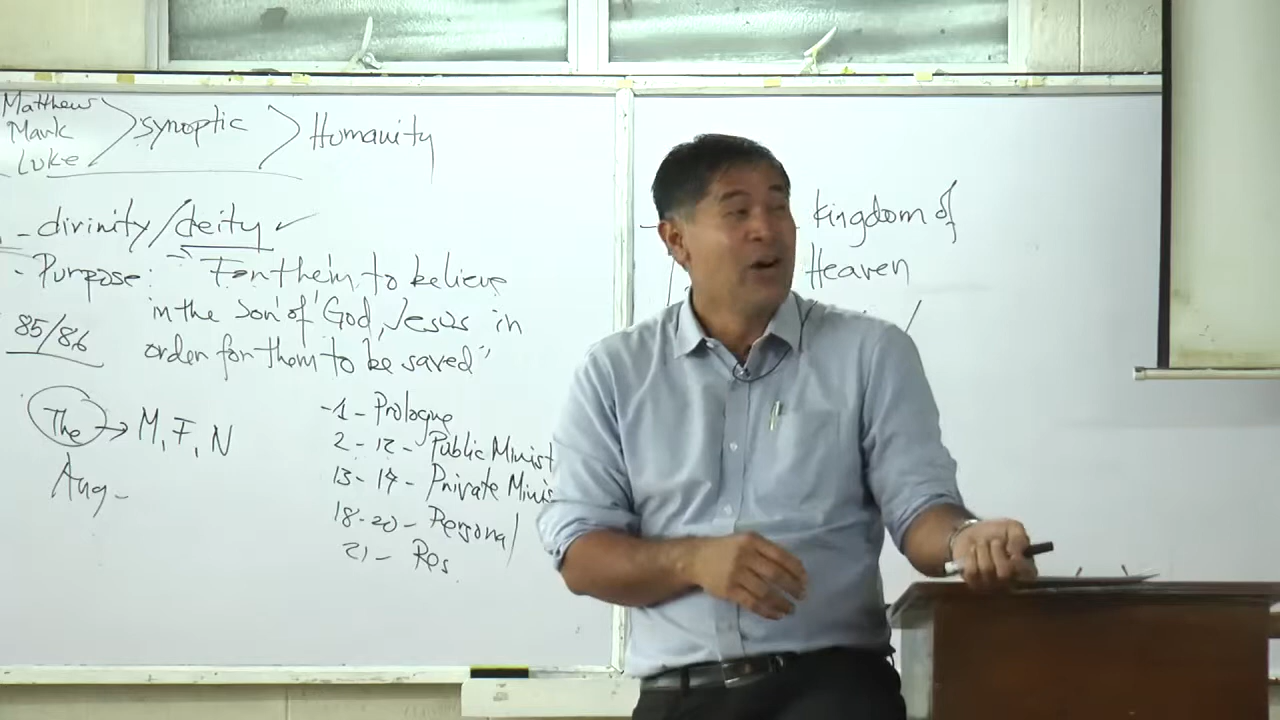 Matthew
Mark
Luke
synoptic
Humanity
- divinity/deity ✓
- Purpose: "For them to believe
in the Son of God, Jesus in
order for them to be saved"
85/86
The → M, F, N
Ang -
- 1 - Prologue
2 - 12 - Public Minist
13 - 17 - Private Minis
18 - 20 - Personal
21 - Res
Kingdom of
Heaven